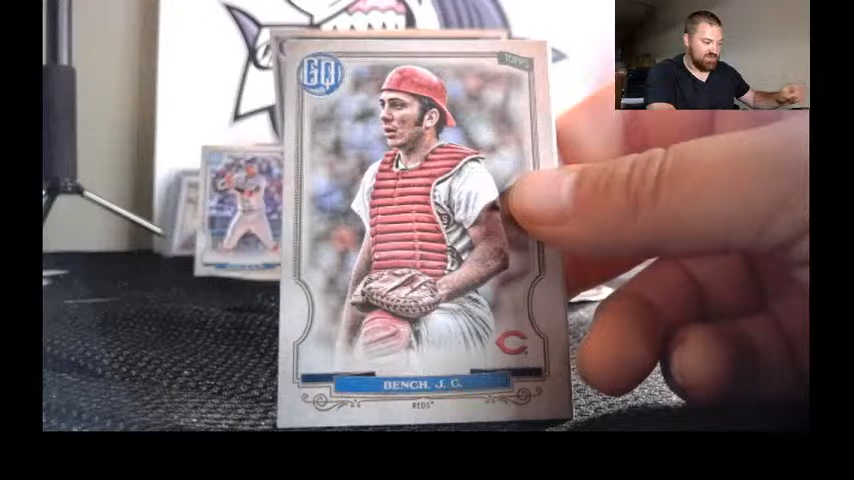 GQ
TOPPS
C
BENCH, J. C.
REDS